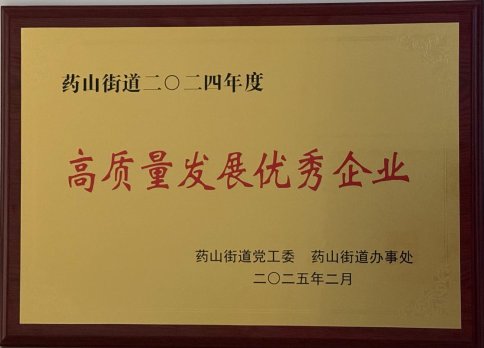 药山街道二〇二四年度
高质量发展优秀企业
药山街道党工委　药山街道办事处
二〇二五年二月